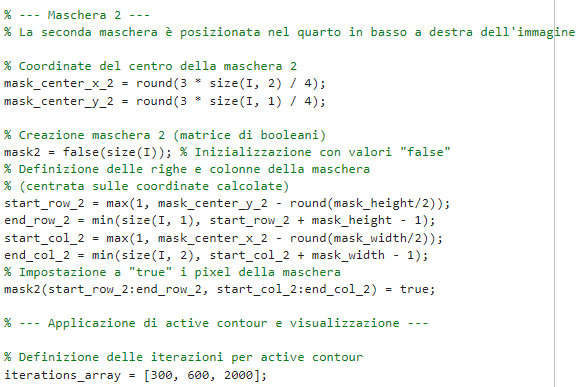 % --- Maschera 2 ---
% La seconda maschera è posizionata nel quarto in basso a destra dell'immagine
% Coordinate del centro della maschera 2
mask_center_x_2 = round(3 * size(I, 2) / 4);
mask_center_y_2 = round(3 * size(I, 1) / 4);
% Creazione maschera 2 (matrice di booleani)
mask2 = false(size(I)); % Inizializzazione con valori "false"
% Definizione delle righe e colonne della maschera
% (centrata sulle coordinate calcolate)
start_row_2 = max(1, mask_center_y_2 - round(mask_height/2));
end_row_2 = min(size(I, 1), start_row_2 + mask_height - 1);
start_col_2 = max(1, mask_center_x_2 - round(mask_width/2));
end_col_2 = min(size(I, 2), start_col_2 + mask_width - 1);
% Impostazione a "true" i pixel della maschera
mask2(start_row_2:end_row_2, start_col_2:end_col_2) = true;
% --- Applicazione di active contour e visualizzazione ---
% Definizione delle iterazioni per active contour
iterations_array = [300, 600, 2000];